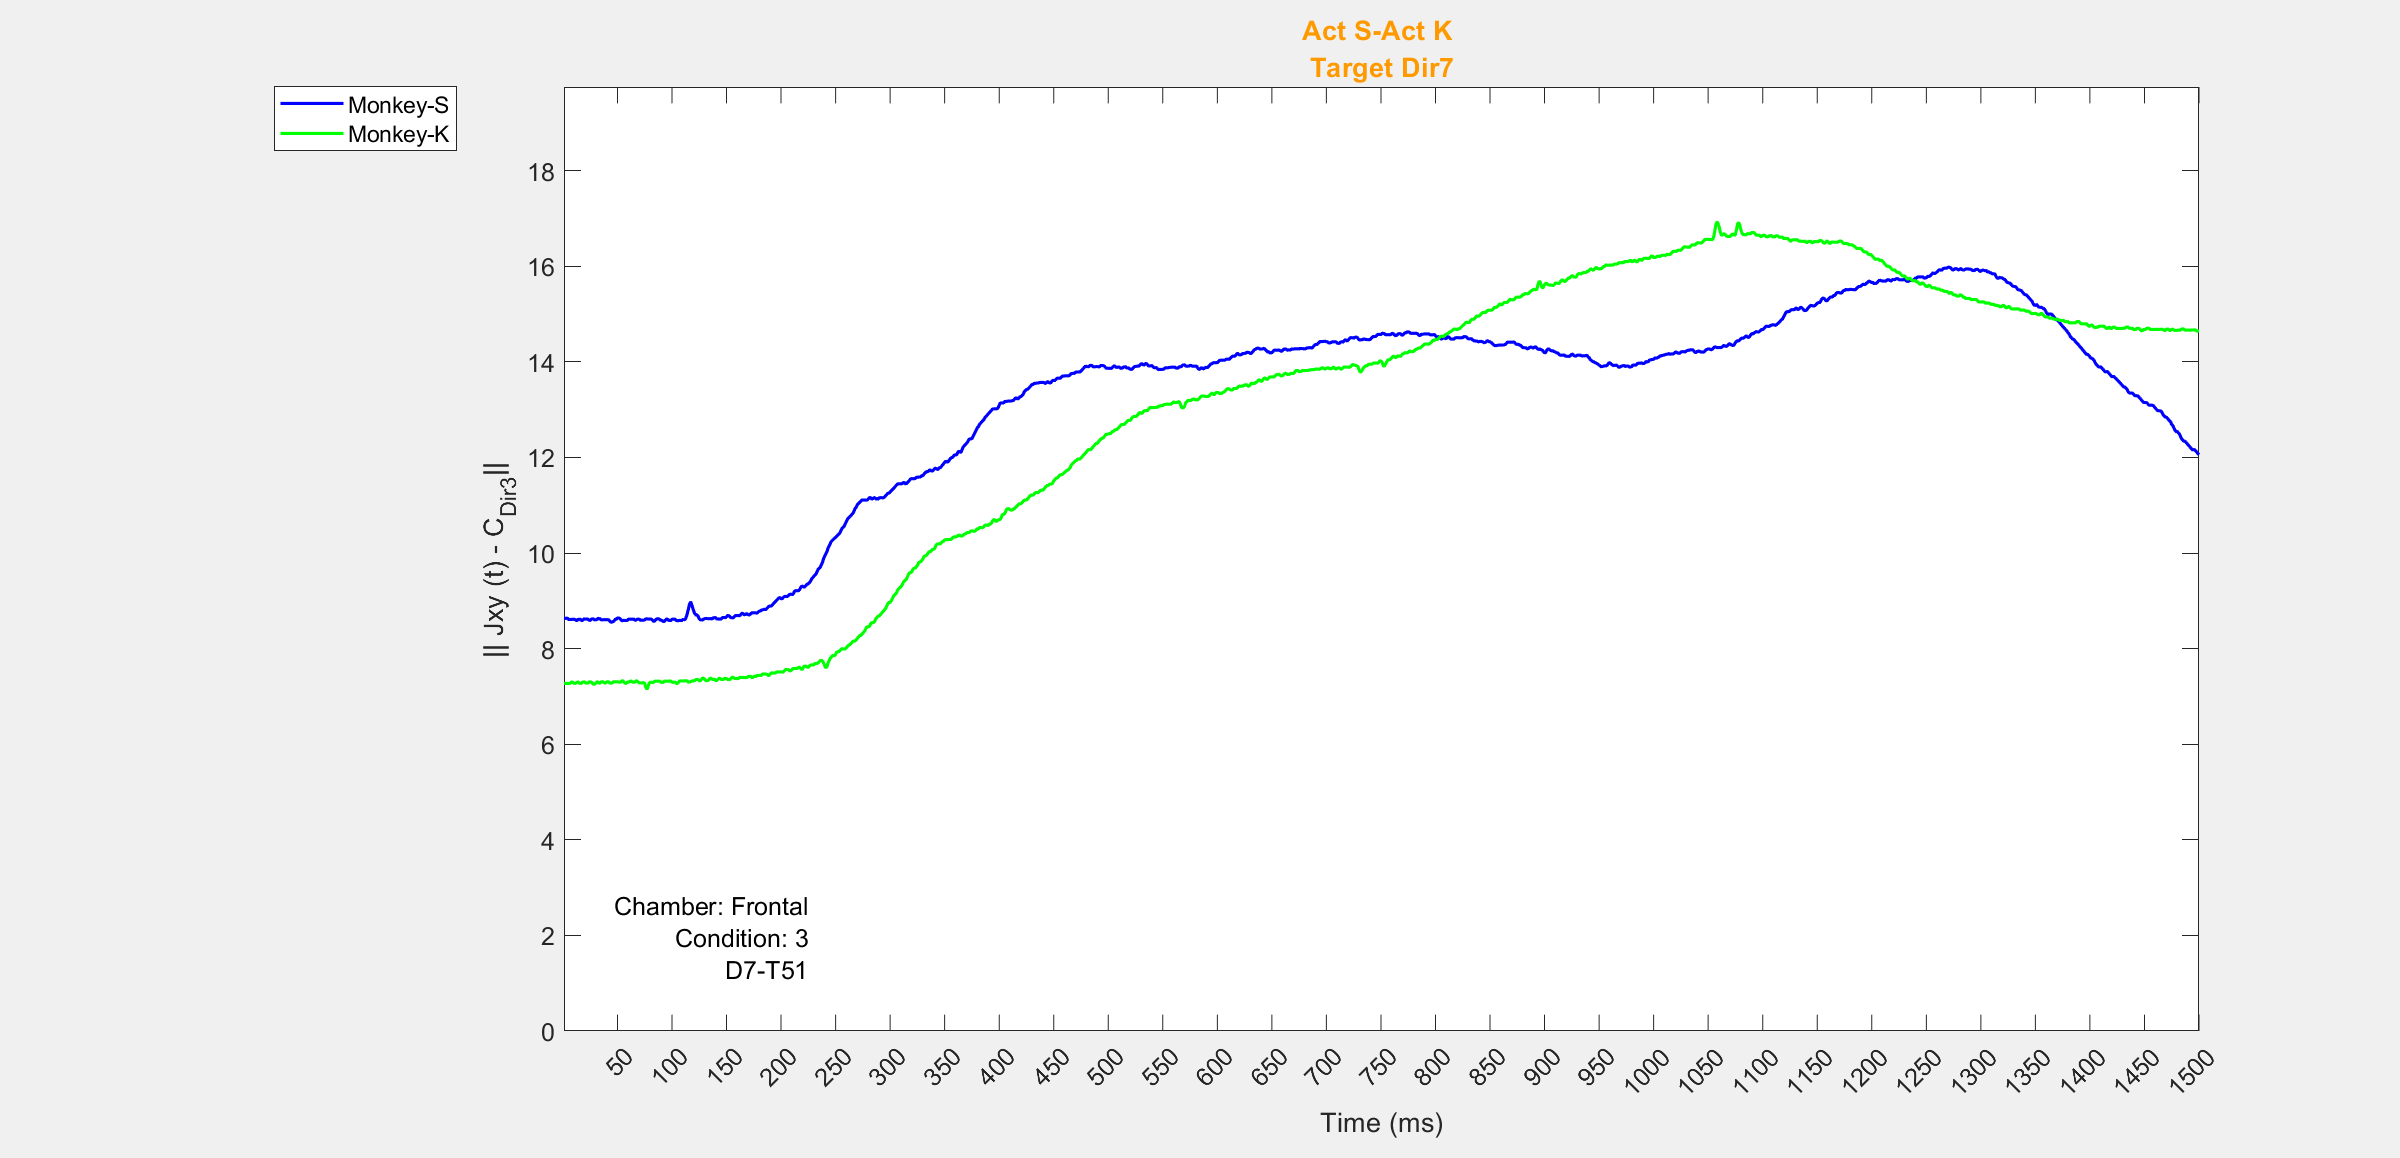 Act S-Act K
Target Dir7
Monkey-S
Monkey-K
18
16
14
12
10
8
6
4
2
0
|| Jxy (t) - C_Dir3||
Chamber: Frontal
Condition: 3
D7-T51
50 100 150 200 250 300 350 400 450 500 550 600 650 700 750 800 850 900 950 1000 1050 1100 1150 1200 1250 1300 1350 1400 1450 1500
Time (ms)